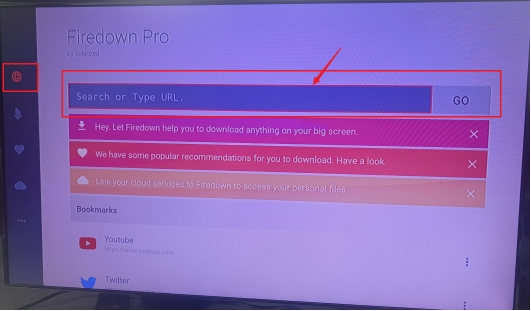 Firedown Pro
Search or Type URL.
GO
Hey. Let Firedown help you to download anything on your big screen.
We have some popular recommendations for you to download. Have a look.
Link your cloud services to Firedown to access your personal files
Bookmarks
Youtube
https://www.youtube.com
Twitter